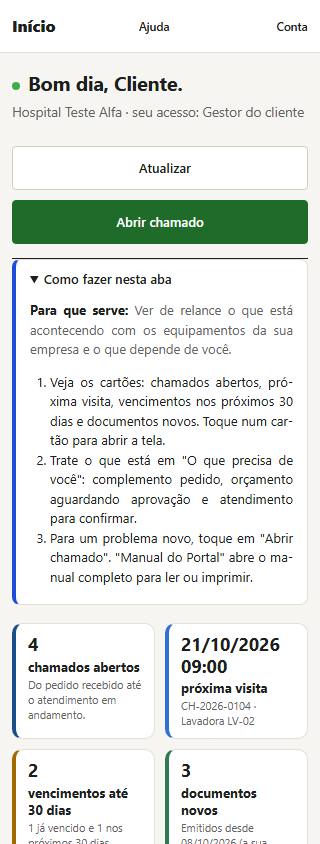 Início Ajuda Conta
Bom dia, Cliente.
Hospital Teste Alfa · seu acesso: Gestor do cliente
Atualizar
Abrir chamado
▼ Como fazer nesta aba
Para que serve: Ver de relance o que está
acontecendo com os equipamentos da sua
empresa e o que depende de você.
1. Veja os cartões: chamados abertos, pró-
xima visita, vencimentos nos próximos 30
dias e documentos novos. Toque num car-
tão para abrir a tela.
2. Trate o que está em "O que precisa de
você": complemento pedido, orçamento
aguardando aprovação e atendimento
para confirmar.
3. Para um problema novo, toque em "Abrir
chamado". "Manual do Portal" abre o ma-
nual completo para ler ou imprimir.
4
chamados abertos
Do pedido recebido até
o atendimento em
andamento.
21/10/2026
09:00
próxima visita
CH-2026-0104 ·
Lavadora LV-02
2
vencimentos até
30 dias
1 já vencido e 1 nos
próximos 30 dias
3
documentos
novos
Emitidos desde
08/10/2026 (a sua